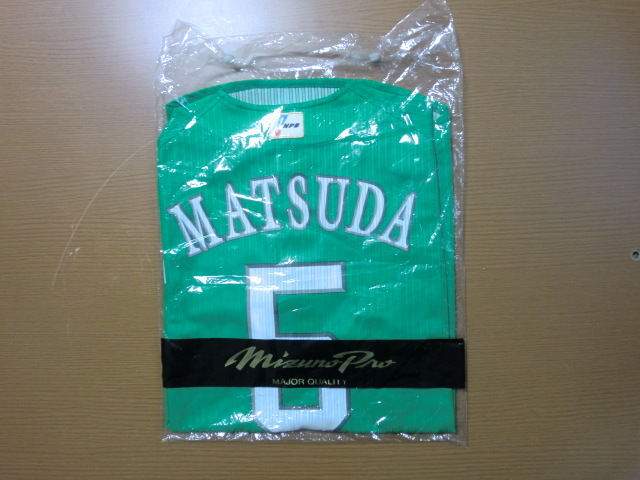 NPB
MATSUDA
5
Mizuno Pro
MAJOR QUALITY